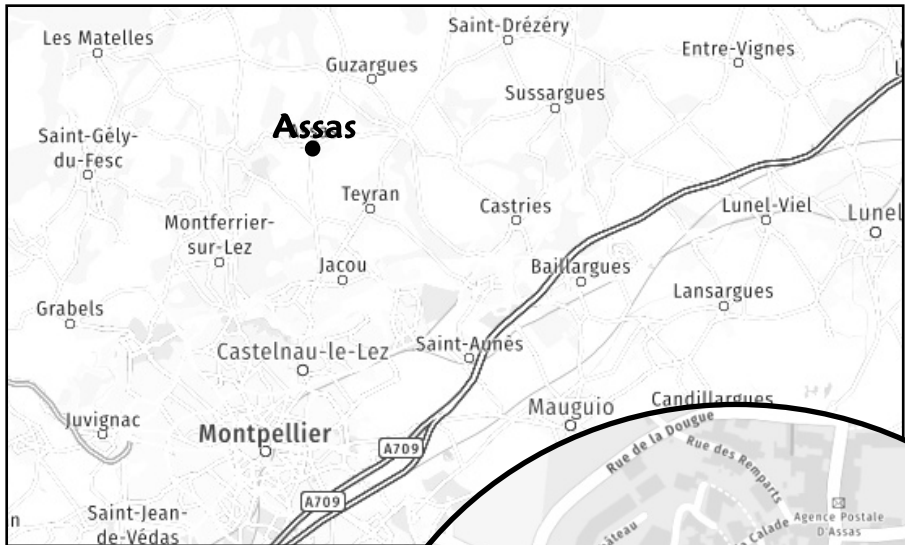 Saint-Drézéry
Les Matelles
Entre-Vignes
Guzargues
Sussargues
Assas
Saint-Gély-
du-Fesc
Teyran
Castries
Lunel-Viel
Lunel
Montferrier-
sur-Lez
Jacou
Baillargues
Lansargues
Grabels
Castelnau-le-Lez
Saint-Aunès
Candillargues
Mauguio
Juvignac
Montpellier
A709
A709
Rue de la Dougue
Rue des Remparts
Saint-Jean-
de-Védas
Agence Postale
D'Assas
Calade